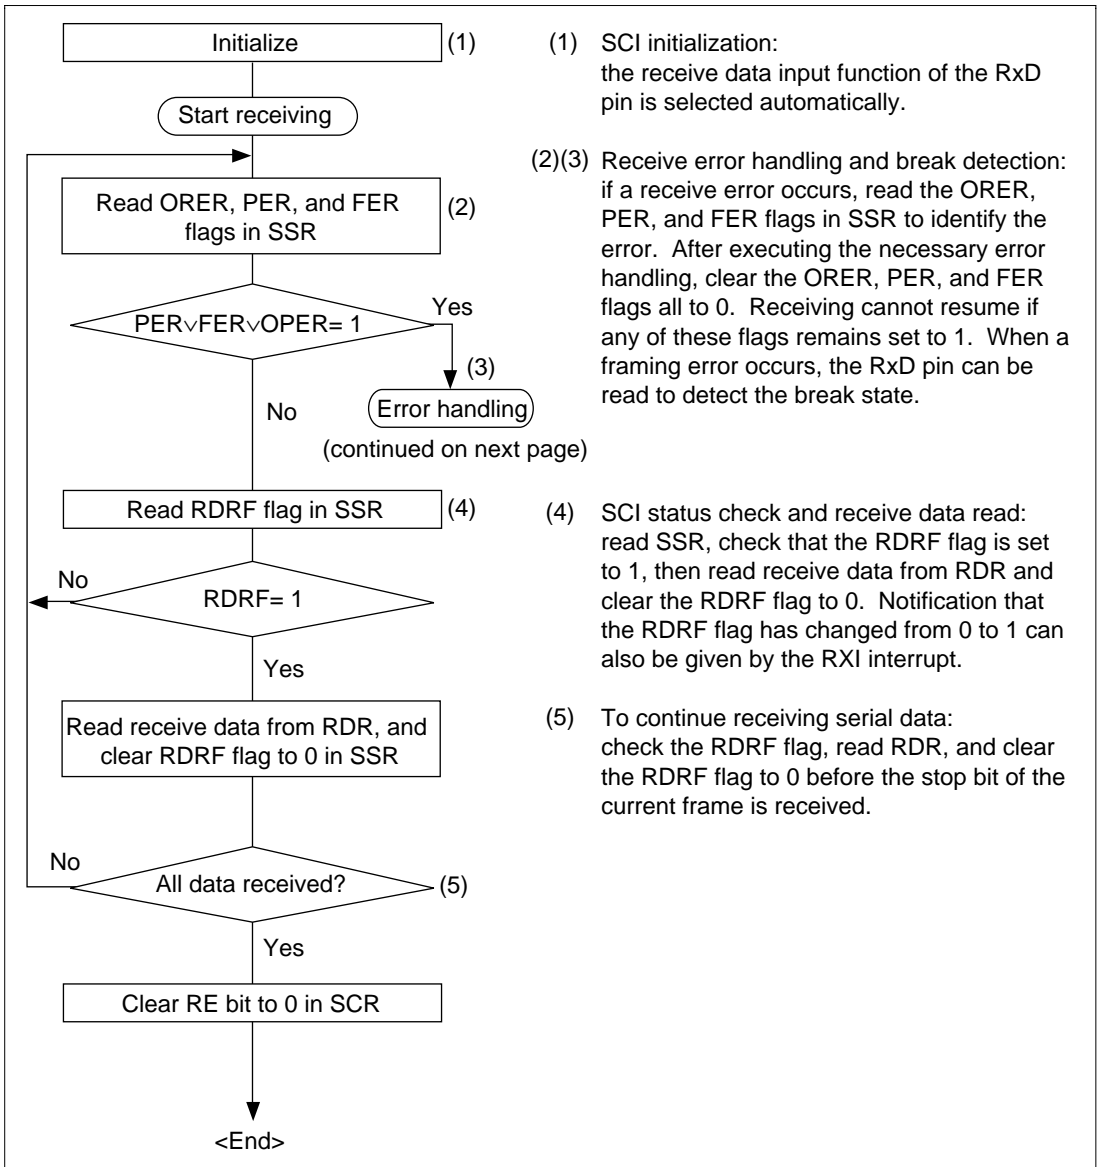 Initialize
(1)
Start receiving
Read ORER, PER, and FER
flags in SSR
(2)
PER∨FER∨OPER= 1
Yes
(3)
No
Error handling
(continued on next page)
Read RDRF flag in SSR
(4)
No
RDRF= 1
Yes
Read receive data from RDR, and
clear RDRF flag to 0 in SSR
No
All data received?
(5)
Yes
Clear RE bit to 0 in SCR
<End>
(1) SCI initialization:
the receive data input function of the RxD
pin is selected automatically.
(2)(3) Receive error handling and break detection:
if a receive error occurs, read the ORER,
PER, and FER flags in SSR to identify the
error. After executing the necessary error
handling, clear the ORER, PER, and FER
flags all to 0. Receiving cannot resume if
any of these flags remains set to 1. When a
framing error occurs, the RxD pin can be
read to detect the break state.
(4) SCI status check and receive data read:
read SSR, check that the RDRF flag is set
to 1, then read receive data from RDR and
clear the RDRF flag to 0. Notification that
the RDRF flag has changed from 0 to 1 can
also be given by the RXI interrupt.
(5) To continue receiving serial data:
check the RDRF flag, read RDR, and clear
the RDRF flag to 0 before the stop bit of the
current frame is received.